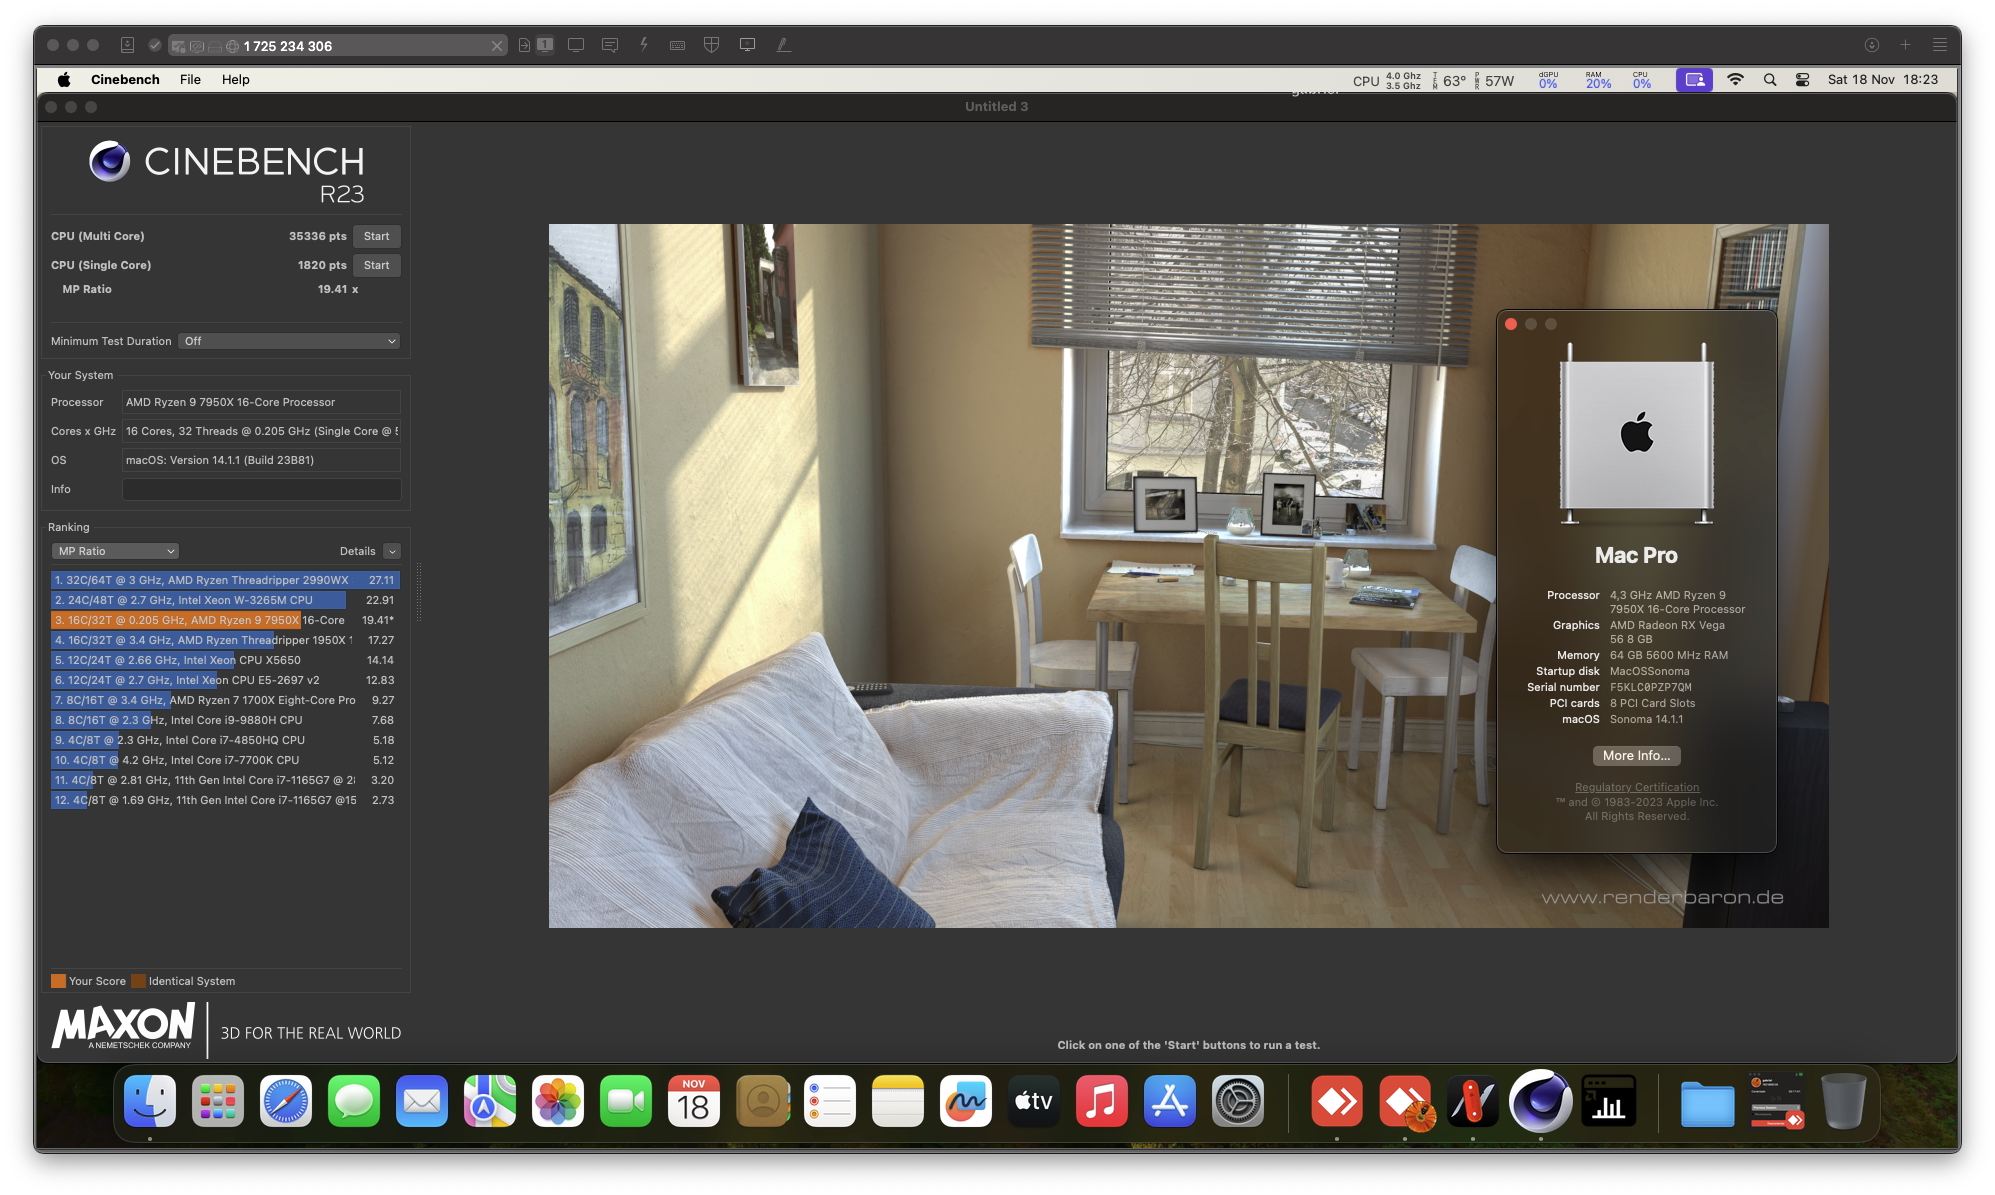 1 725 234 306
1
Cinebench File Help
CPU 4.0 Ghz 3.5 Ghz TEM 63° PWR 57W dGPU 0% RAM 20% CPU 0% Sat 18 Nov 18:23
Untitled 3
CINEBENCH
R23
CPU (Multi Core) 35336 pts Start
CPU (Single Core) 1820 pts Start
MP Ratio 19.41 x
Minimum Test Duration Off
Your System
Processor AMD Ryzen 9 7950X 16-Core Processor
Cores x GHz 16 Cores, 32 Threads @ 0.205 GHz (Single Core @ 5
OS macOS: Version 14.1.1 (Build 23B81)
Info
Ranking
MP Ratio Details
1. 32C/64T @ 3 GHz, AMD Ryzen Threadripper 2990WX 27.11
2. 24C/48T @ 2.7 GHz, Intel Xeon W-3265M CPU 22.91
3. 16C/32T @ 0.205 GHz, AMD Ryzen 9 7950X 16-Core 19.41*
4. 16C/32T @ 3.4 GHz, AMD Ryzen Threadripper 1950X 1 17.27
5. 12C/24T @ 2.66 GHz, Intel Xeon CPU X5650 14.14
6. 12C/24T @ 2.7 GHz, Intel Xeon CPU E5-2697 v2 12.83
7. 8C/16T @ 3.4 GHz, AMD Ryzen 7 1700X Eight-Core Pro 9.27
8. 8C/16T @ 2.3 GHz, Intel Core i9-9880H CPU 7.68
9. 4C/8T @ 2.3 GHz, Intel Core i7-4850HQ CPU 5.18
10. 4C/8T @ 4.2 GHz, Intel Core i7-7700K CPU 5.12
11. 4C/8T @ 2.81 GHz, 11th Gen Intel Core i7-1165G7 @ 28 3.20
12. 4C/8T @ 1.69 GHz, 11th Gen Intel Core i7-1165G7 @15 2.73
Your Score Identical System
MAXON
A NEMETSCHEK COMPANY
3D FOR THE REAL WORLD
Mac Pro
Processor 4,3 GHz AMD Ryzen 9
7950X 16-Core Processor
Graphics AMD Radeon RX Vega
56 8 GB
Memory 64 GB 5600 MHz RAM
Startup disk MacOSSonoma
Serial number F5KLC0PZP7QM
PCI cards 8 PCI Card Slots
macOS Sonoma 14.1.1
More Info...
Regulatory Certification
™ and © 1983-2023 Apple Inc.
All Rights Reserved.
www.renderbaron.de
Click on one of the 'Start' buttons to run a test.
NOV
18
tv